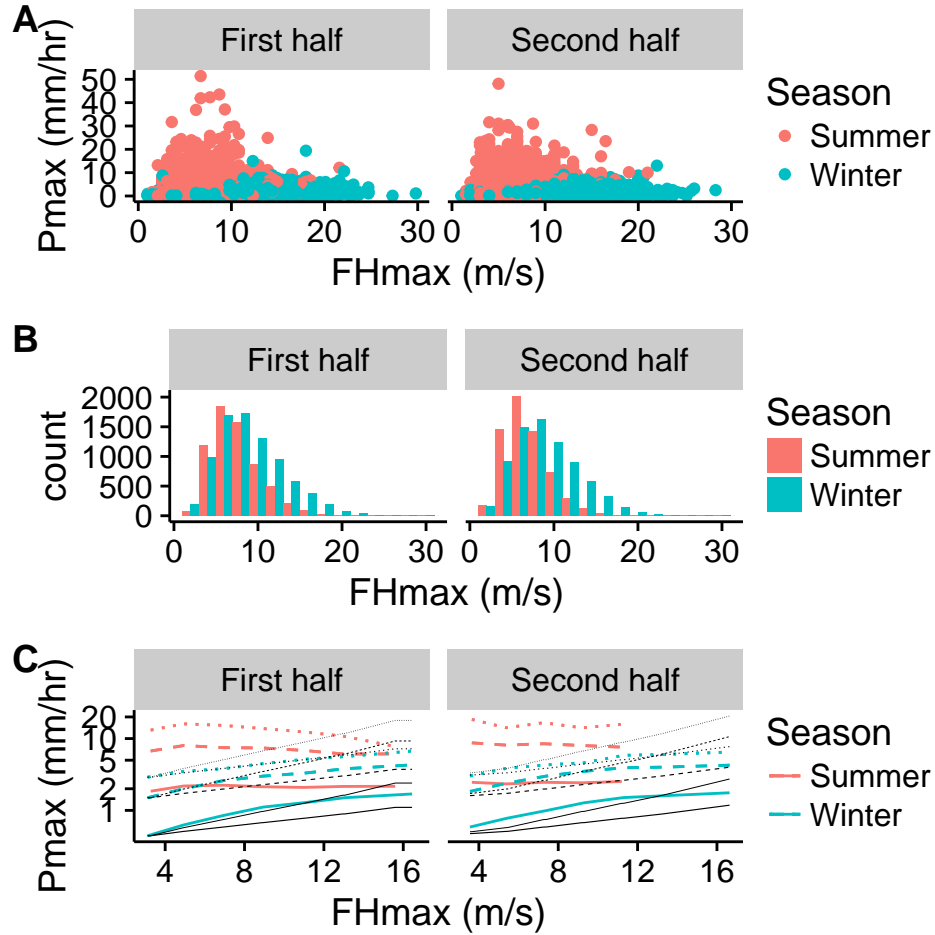 A
First half
Second half
Pmax (mm/hr)
50
40
30
20
10
0
0 10 20 30 0 10 20 30
FHmax (m/s)
Season
Summer
Winter
B
First half
Second half
count
2000
1500
1000
500
0
0 10 20 30 0 10 20 30
FHmax (m/s)
Season
Summer
Winter
C
First half
Second half
Pmax (mm/hr)
20
10
5
2
1
4 8 12 16 4 8 12 16
FHmax (m/s)
Season
Summer
Winter